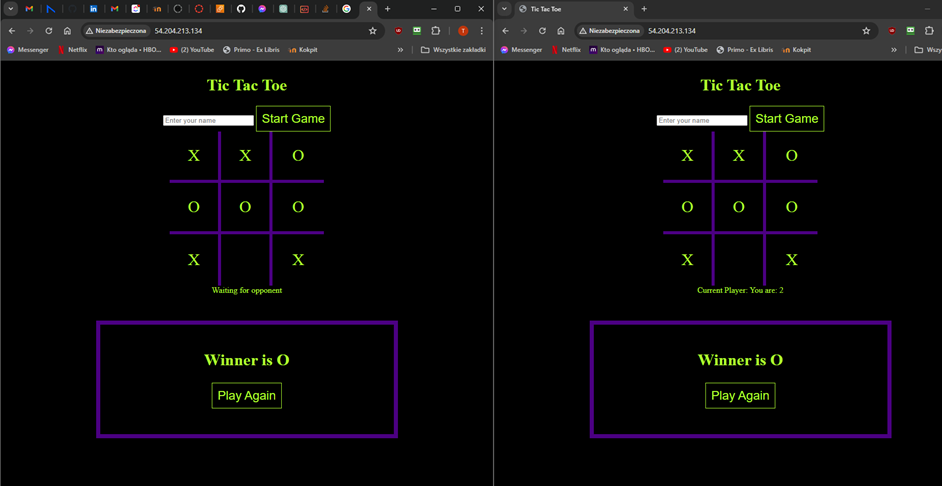 Tic Tac Toe
Niezabezpieczona 54.204.213.134
Niezabezpieczona 54.204.213.134
T
Messenger Netflix Kto ogląda • HBO... (2) YouTube Primo - Ex Libris Kokpit » Wszystkie zakładki
Messenger Netflix Kto ogląda • HBO... (2) YouTube Primo - Ex Libris Kokpit » Wszy
Tic Tac Toe
Enter your name Start Game
X X O
O O O
X X
Waiting for opponent
Winner is O
Play Again
Tic Tac Toe
Enter your name Start Game
X X O
O O O
X X
Current Player: You are: 2
Winner is O
Play Again